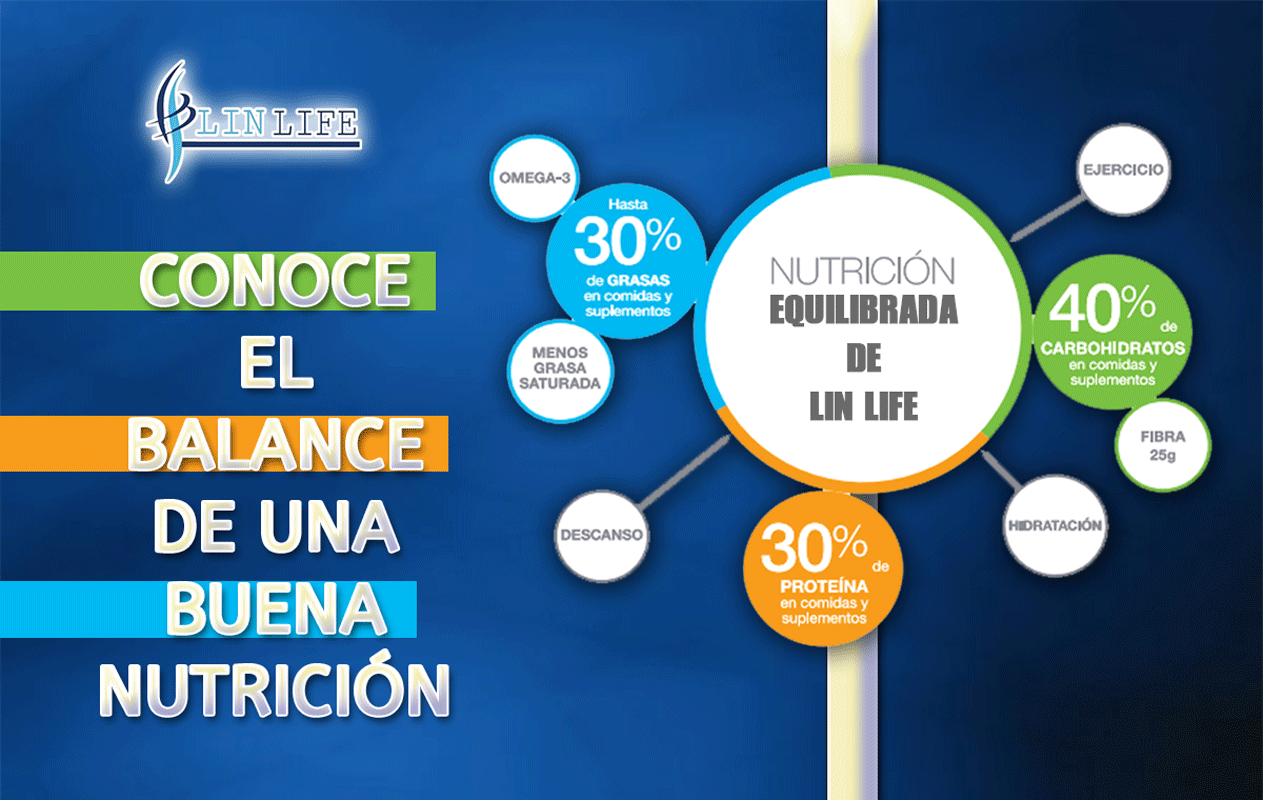 LINLIFE
CONOCE
EL
BALANCE
DE UNA
BUENA
NUTRICIÓN
OMEGA-3
Hasta
30%
de GRASAS
en comidas y
suplementos
MENOS
GRASA
SATURADA
NUTRICIÓN
EQUILIBRADA
DE
LIN LIFE
EJERCICIO
40%
de
CARBOHIDRATOS
en comidas y
suplementos
FIBRA
25g
DESCANSO
30%
de
PROTEÍNA
en comidas y
suplementos
HIDRATACIÓN